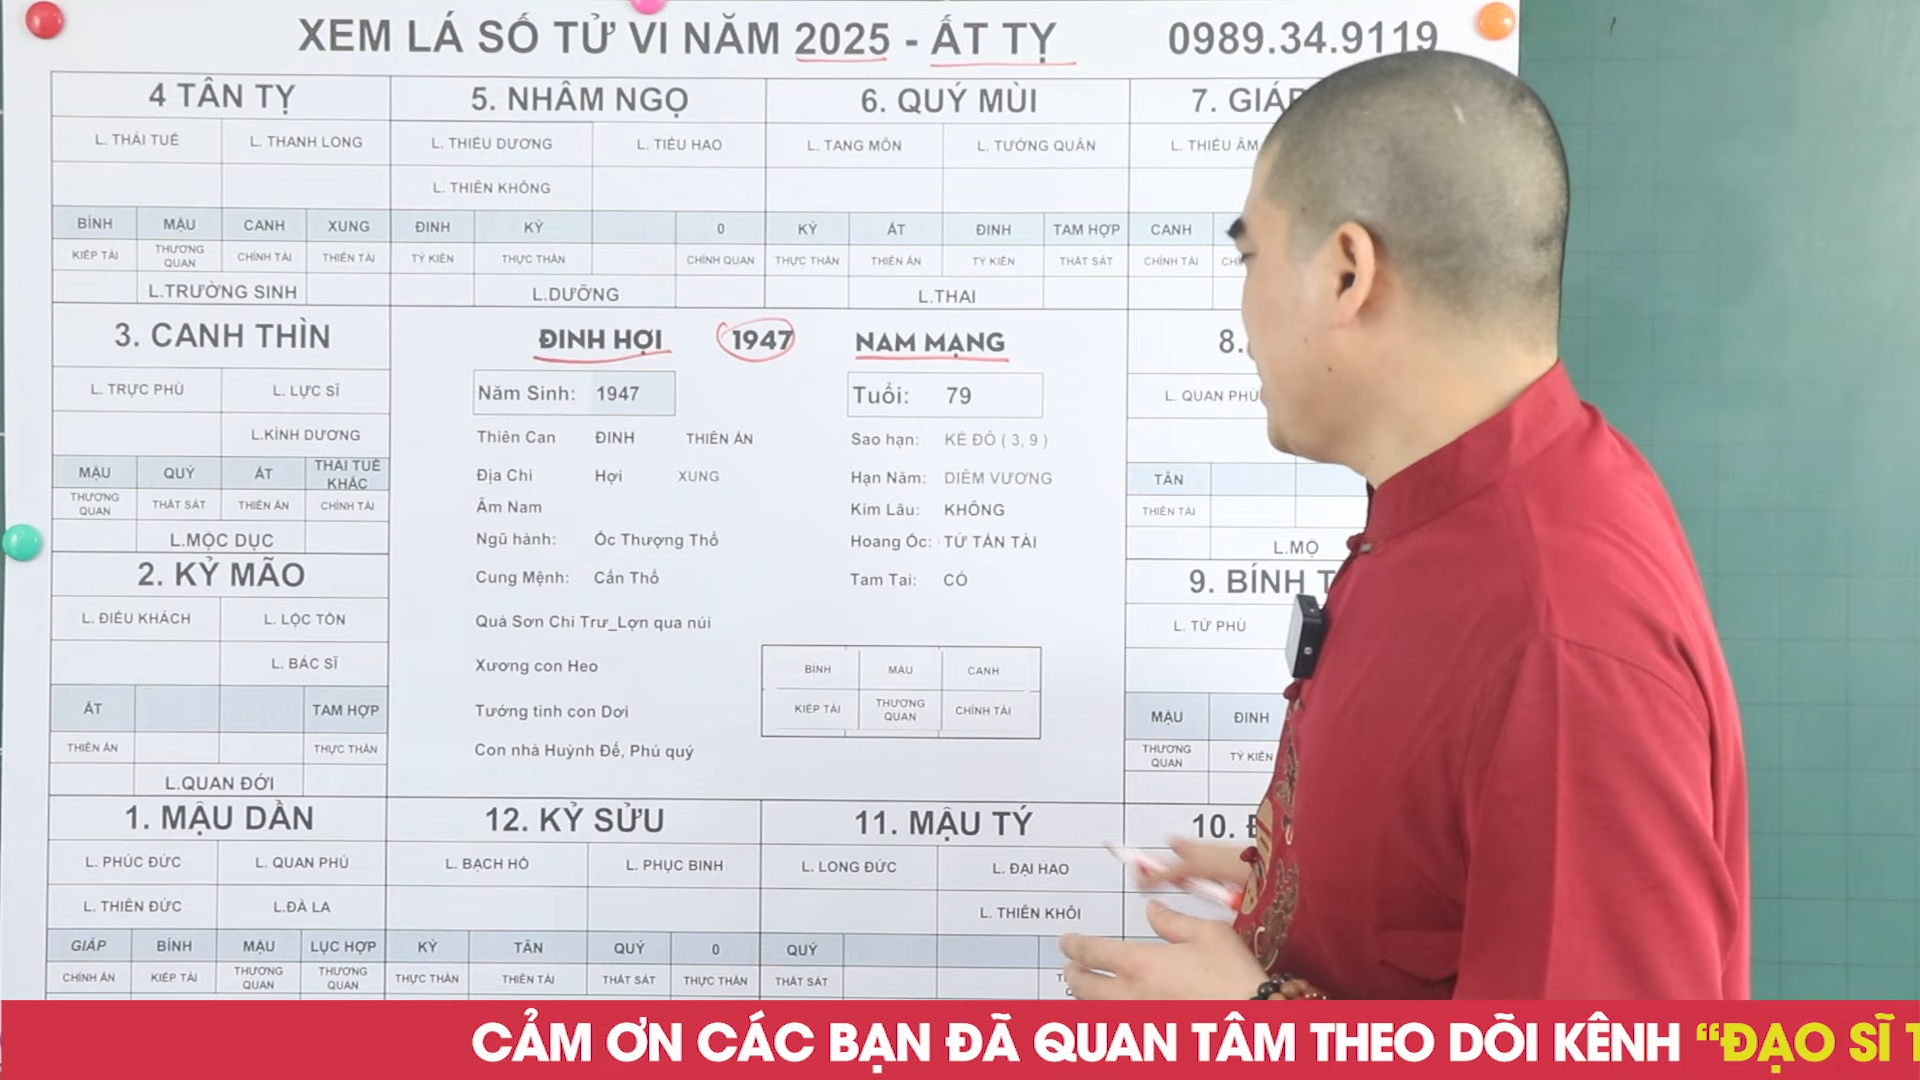 XEM LÁ SỐ TỬ VI NĂM 2025 - ẤT TỴ 0989.34.9119
4 TÂN TỴ 5. NHÂM NGỌ 6. QUÝ MÙI 7. GIÁP
L. THÁI TUẾ L. THANH LONG L. THIẾU DƯƠNG L. TIỂU HAO L. TANG MÔN L. TƯỚNG QUÂN L. THIẾU ÂM
L. THIÊN KHÔNG
BÍNH MẬU CANH XUNG ĐINH KỶ 0 KỶ ẤT ĐINH TAM HỢP CANH
KIẾP TÀI THƯƠNG QUAN CHÍNH TÀI THIÊN TÀI TỶ KIÊN THỰC THẦN CHÍNH QUAN THỰC THẦN THIÊN ẤN TỶ KIÊN THẤT SÁT CHÍNH TÀI
L.TRƯỜNG SINH L.DƯỠNG L.THAI
3. CANH THÌN ĐINH HỢI 1947 NAM MẠNG 8.
L. TRỰC PHÙ L. LỰC SĨ Năm Sinh: 1947 Tuổi: 79 L. QUAN PHÙ
L.KÌNH DƯƠNG Thiên Can ĐINH THIÊN ẤN Sao hạn: KẾ ĐÔ ( 3, 9 )
MẬU QUÝ ẤT THÁI TUẾ KHẮC Địa Chi Hợi XUNG Hạn Năm: DIÊM VƯƠNG TÂN
THƯƠNG QUAN THẤT SÁT THIÊN ẤN CHÍNH TÀI Âm Nam Kim Lâu: KHÔNG THIÊN TÀI
L.MỘC DỤC Ngũ hành: Ốc Thượng Thổ Hoang Ốc: TỨ TẤN TÀI L.MỘ
2. KỶ MÃO Cung Mệnh: Cấn Thổ Tam Tai: CÓ 9. BÍNH
L. ĐIẾU KHÁCH L. LỘC TỒN Quá Sơn Chi Trư_Lợn qua núi L. TỬ PHÙ
L. BÁC SĨ Xương con Heo BÍNH MẬU CANH
ẤT TAM HỢP Tướng tinh con Dơi KIẾP TÀI THƯƠNG QUAN CHÍNH TÀI MẬU ĐINH
THIÊN ẤN THỰC THẦN Con nhà Huỳnh Đế, Phú quý THƯƠNG QUAN TỶ KIÊN
L.QUAN ĐỚI
1. MẬU DẦN 12. KỶ SỬU 11. MẬU TÝ 10.
L. PHÚC ĐỨC L. QUAN PHỦ L. BẠCH HỔ L. PHỤC BINH L. LONG ĐỨC L. ĐẠI HAO
L. THIÊN ĐỨC L.ĐÀ LA L. THIÊN KHÔI
GIÁP BÍNH MẬU LỤC HỢP KỶ TÂN QUÝ 0 QUÝ
CHÍNH ẤN KIẾP TÀI THƯƠNG QUAN THƯƠNG QUAN THỰC THẦN THIÊN TÀI THẤT SÁT THỰC THẦN THẤT SÁT
CẢM ƠN CÁC BẠN ĐÃ QUAN TÂM THEO DÕI KÊNH “ĐẠO SĨ